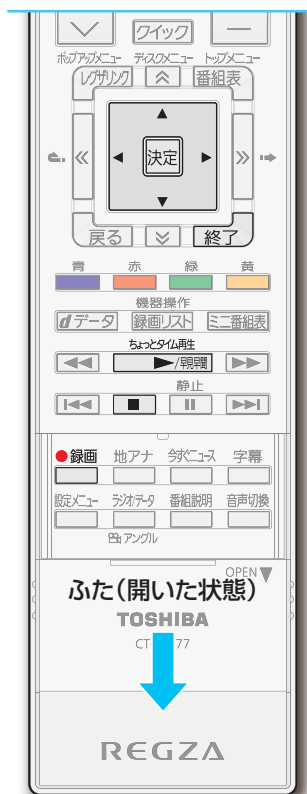 クイック
ポップアップメニュー ディスクメニュー トップメニュー
レグザリンク 番組表
決定
戻る 終了
青 赤 緑 黄
機器操作
dデータ 録画リスト ミニ番組表
ちょっとタイム再生
/早見早聞
静止
録画 地アナ 今すぐニュース 字幕
設定メニュー ラジオ/データ 番組説明 音声切換
アングル
OPEN
ふた(開いた状態)
TOSHIBA
CT- 77
REGZA